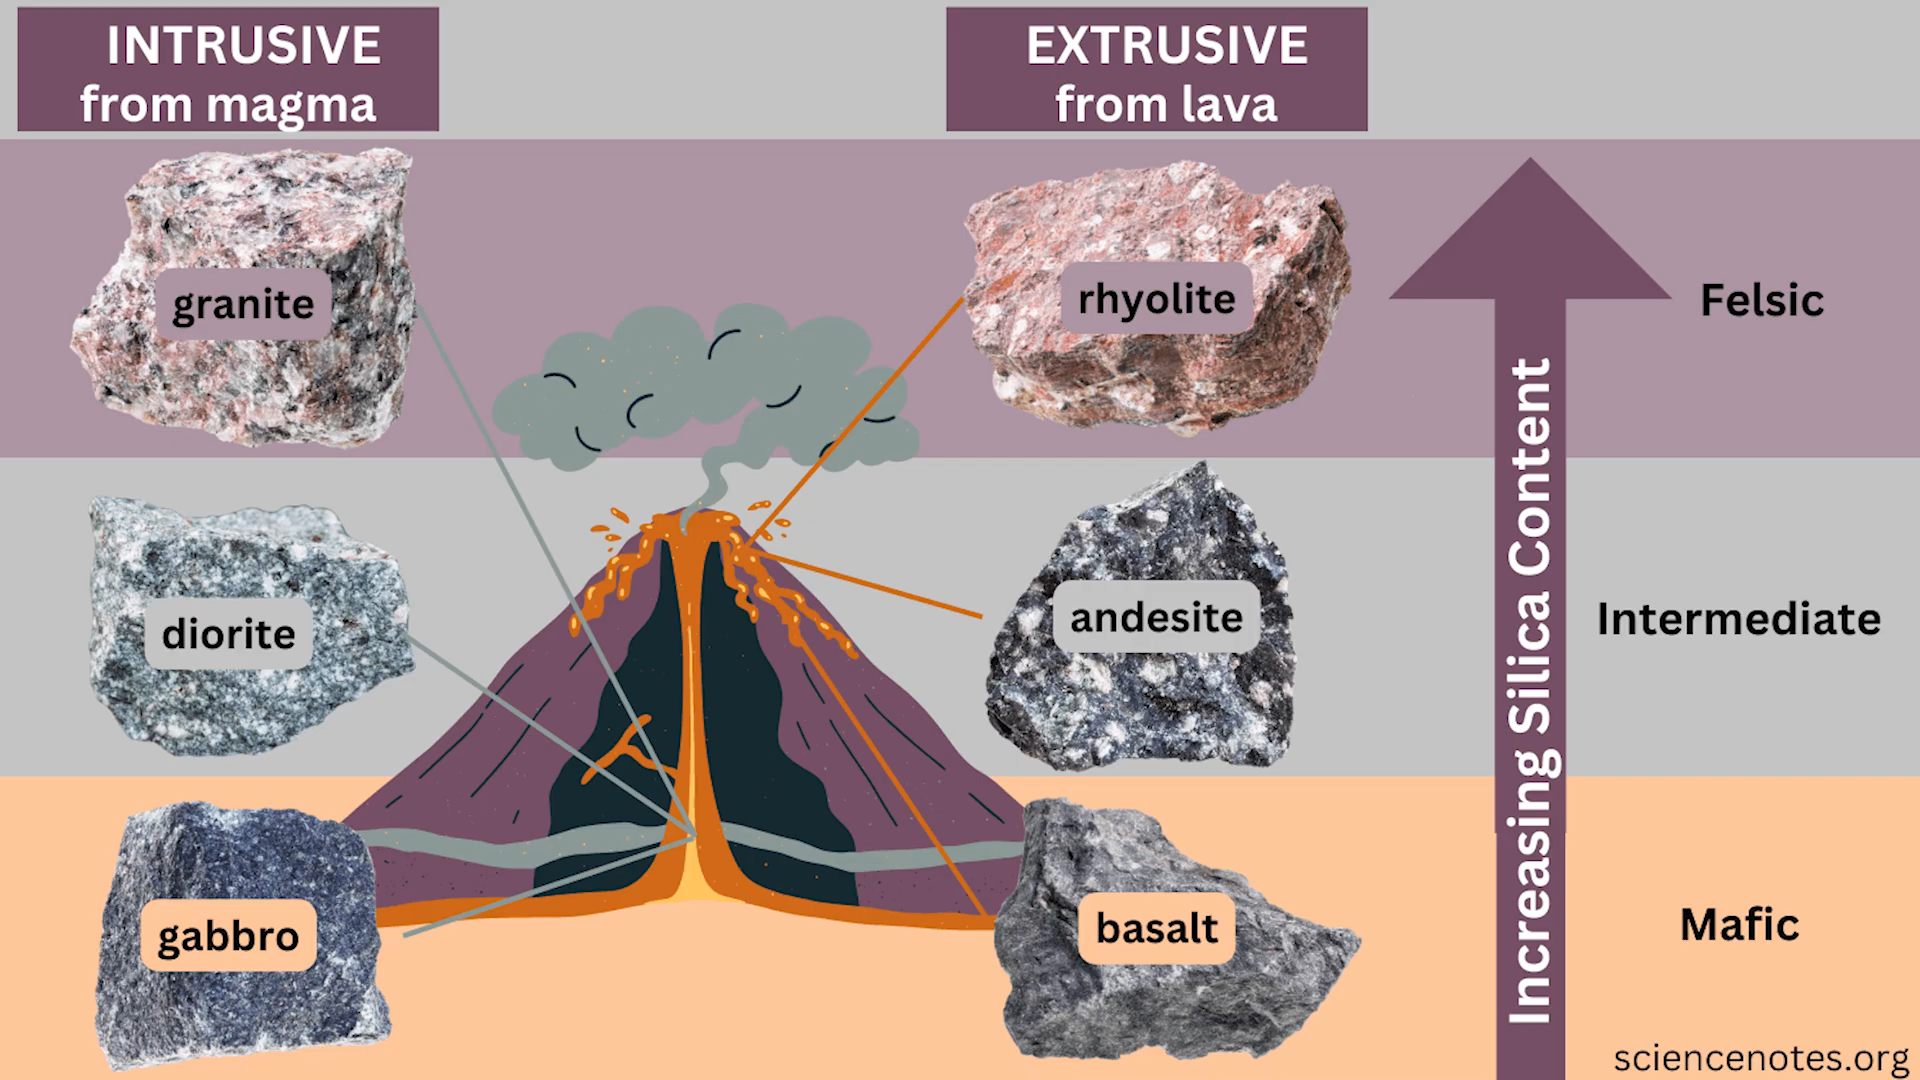 INTRUSIVE
from magma
EXTRUSIVE
from lava
granite
rhyolite
Felsic
diorite
andesite
Intermediate
gabbro
basalt
Mafic
Increasing Silica Content
sciencenotes.org